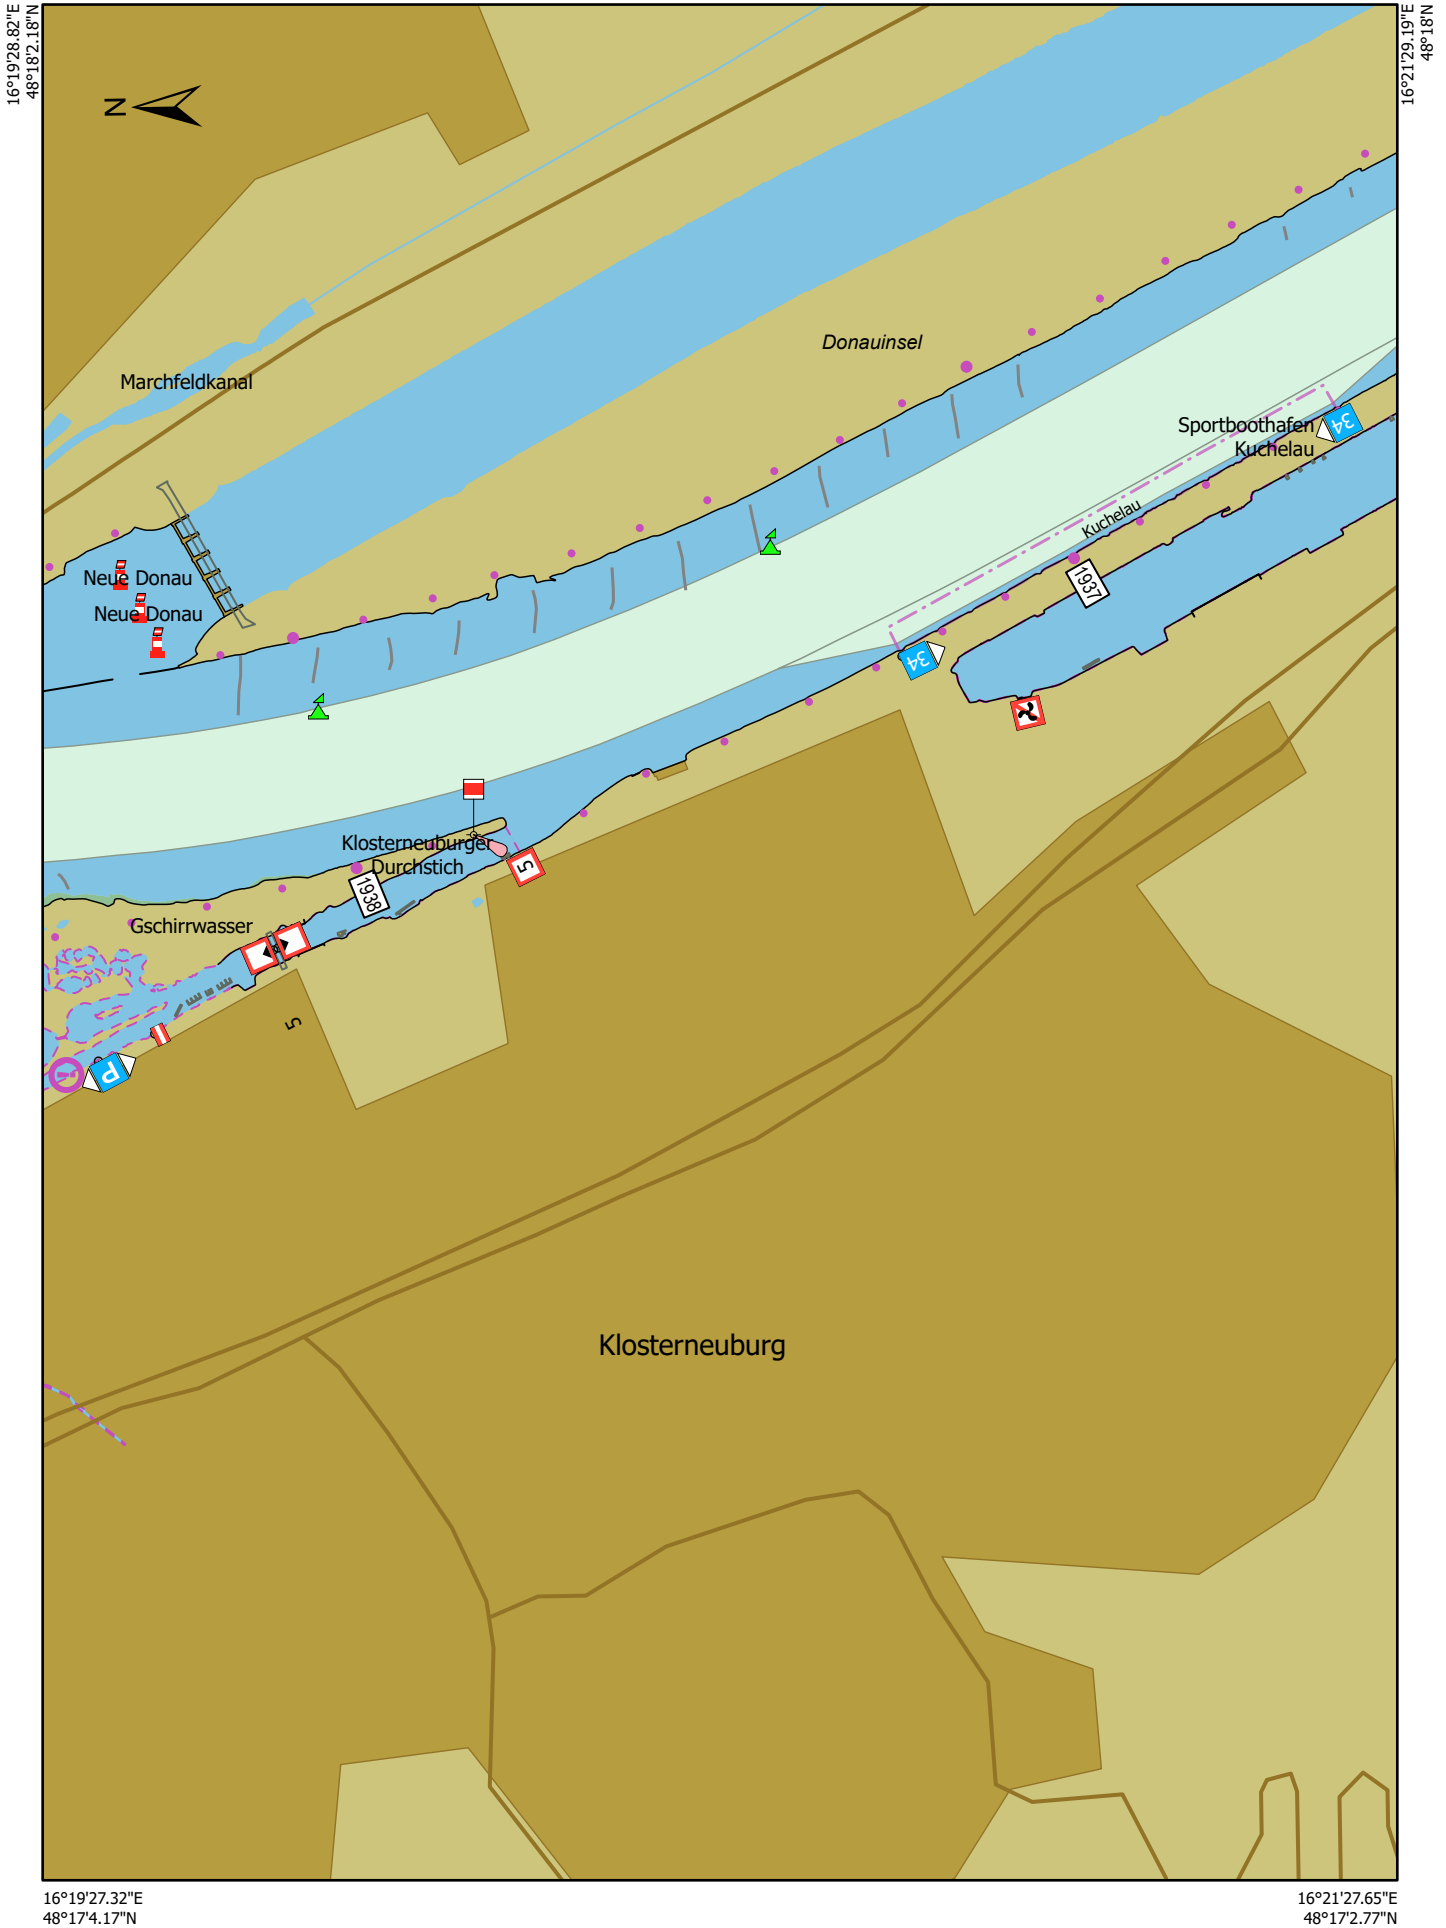 16°19'28.82"E
48°18'2.18"N
16°21'29.19"E
48°18'N
N
Donauinsel
Marchfeldkanal
Sportboothafen
Kuchelau
34
Kuchelau
Neue Donau
1937
Neue Donau
34
Klosterneuburger
Durchstich
5
1938
Gschirrwasser
5
P
Klosterneuburg
16°19'27.32"E
48°17'4.17"N
16°21'27.65"E
48°17'2.77"N